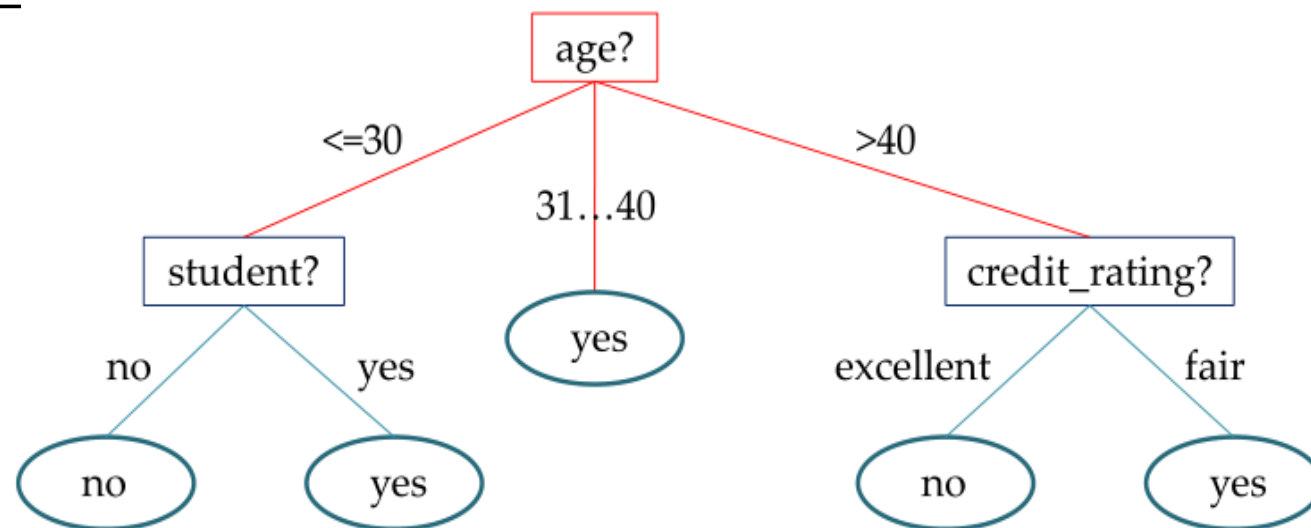 age?
<=30
>40
31...40
student?
credit_rating?
yes
no
yes
excellent
fair
no
yes
no
yes